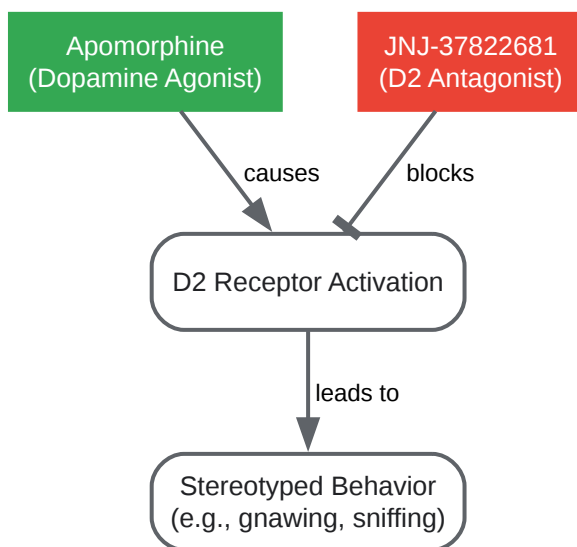 Apomorphine
(Dopamine Agonist)
JNJ-37822681
(D2 Antagonist)
causes
blocks
D2 Receptor Activation
leads to
Stereotyped Behavior
(e.g., gnawing, sniffing)